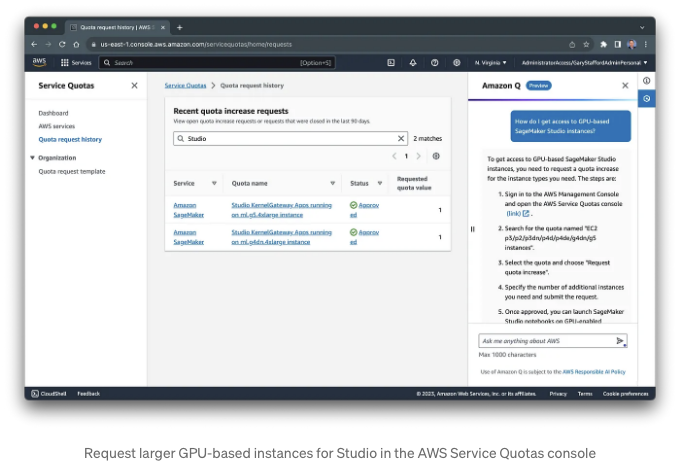 Quota request history | AWS S
us-east-1.console.aws.amazon.com/servicequotas/home/requests
aws
Services
Search
[Option+S]
N. Virginia
AdministratorAccess/GaryStaffordAdminPersonal
Service Quotas
Dashboard
AWS services
Quota request history
Organization
Quota request template
Service Quotas
Quota request history
Recent quota increase requests
View open quota increase requests or requests that were closed in the last 90 days.
Studio
2 matches
1
Service
Quota name
Status
Requested
quota value
Amazon
SageMaker
Studio KernelGateway Apps running
on ml.g5.4xlarge instance
Approv
ed
1
Amazon
SageMaker
Studio KernelGateway Apps running
on ml.g4dn.4xlarge instance
Approv
ed
1
Amazon Q
Preview
How do I get access to GPU-based
SageMaker Studio instances?
To get access to GPU-based SageMaker Studio
instances, you need to request a quota increase
for the instance types you need. The steps are:
1. Sign in to the AWS Management Console
and open the AWS Service Quotas console
(link).
2. Search for the quota named "EC2
p3/p2/p3dn/p4d/p4de/g4dn/g5
instances".
3. Select the quota and choose "Request
quota increase".
4. Specify the number of additional instances
you need and submit the request.
5. Once approved, you can launch SageMaker
Studio notebooks on GPU-enabled
Ask me anything about AWS
Max 1000 characters
Use of Amazon Q is subject to the AWS Responsible AI Policy
CloudShell
Feedback
© 2023, Amazon Web Services, Inc. or its affiliates.
Privacy
Terms
Cookie preferences
Request larger GPU-based instances for Studio in the AWS Service Quotas console